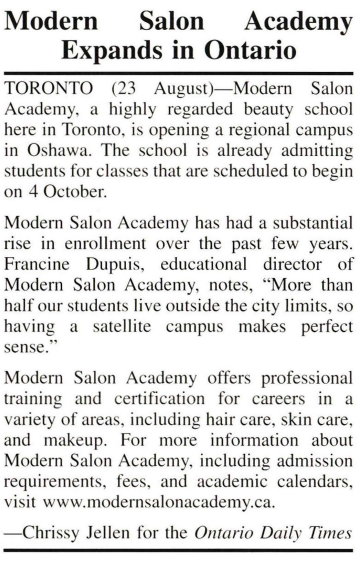 Modern Salon Academy
Expands in Ontario
TORONTO (23 August)—Modern Salon
Academy, a highly regarded beauty school
here in Toronto, is opening a regional campus
in Oshawa. The school is already admitting
students for classes that are scheduled to begin
on 4 October.
Modern Salon Academy has had a substantial
rise in enrollment over the past few years.
Francine Dupuis, educational director of
Modern Salon Academy, notes, “More than
half our students live outside the city limits, so
having a satellite campus makes perfect
sense.”
Modern Salon Academy offers professional
training and certification for careers in a
variety of areas, including hair care, skin care,
and makeup. For more information about
Modern Salon Academy, including admission
requirements, fees, and academic calendars,
visit www.modernsalonacademy.ca.
—Chrissy Jellen for the Ontario Daily Times